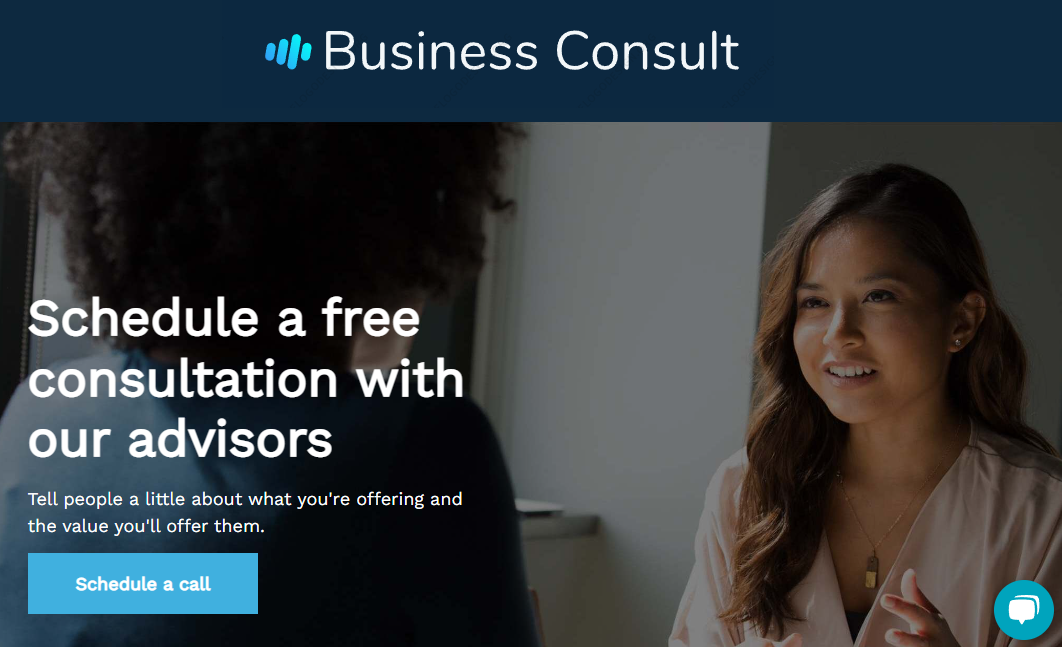 Business Consult
Schedule a free
consultation with
our advisors
Tell people a little about what you're offering and
the value you'll offer them.
Schedule a call